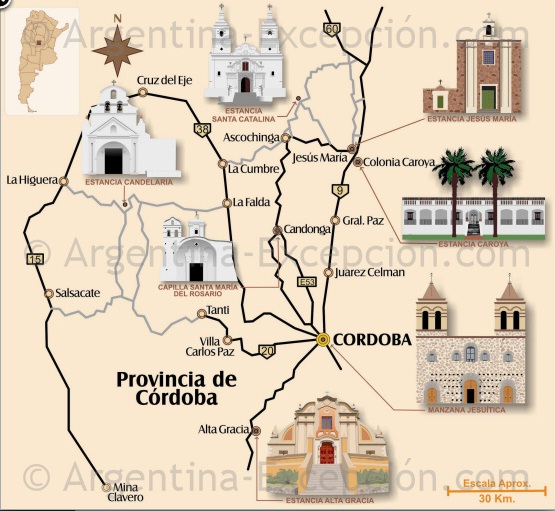 © Argentina-Excepción.com
N
60
Cruz del Eje
ESTANCIA
SANTA CATALINA
ESTANCIA JESUS MARÍA
38
Ascochinga
Jesús María
Colonia Caroya
La Cumbre
La Higuera
ESTANCIA CANDELARIA
9
La Falda
Gral. Paz
Candonga
ESTANCIA CAROYA
© Argentina-Excepción.com
15
Juarez Celman
E53
CAPILLA SANTA MARÍA
DEL ROSARIO
Salsacate
Tanti
Villa
Carlos Paz
20
CORDOBA
Provincia de
Córdoba
MANZANA JESUÍTICA
Alta Gracia
© Argentina-Excepción.com
Mina
Clavero
ESTANCIA ALTA GRACIA
Escala Aprox.
30 Km.